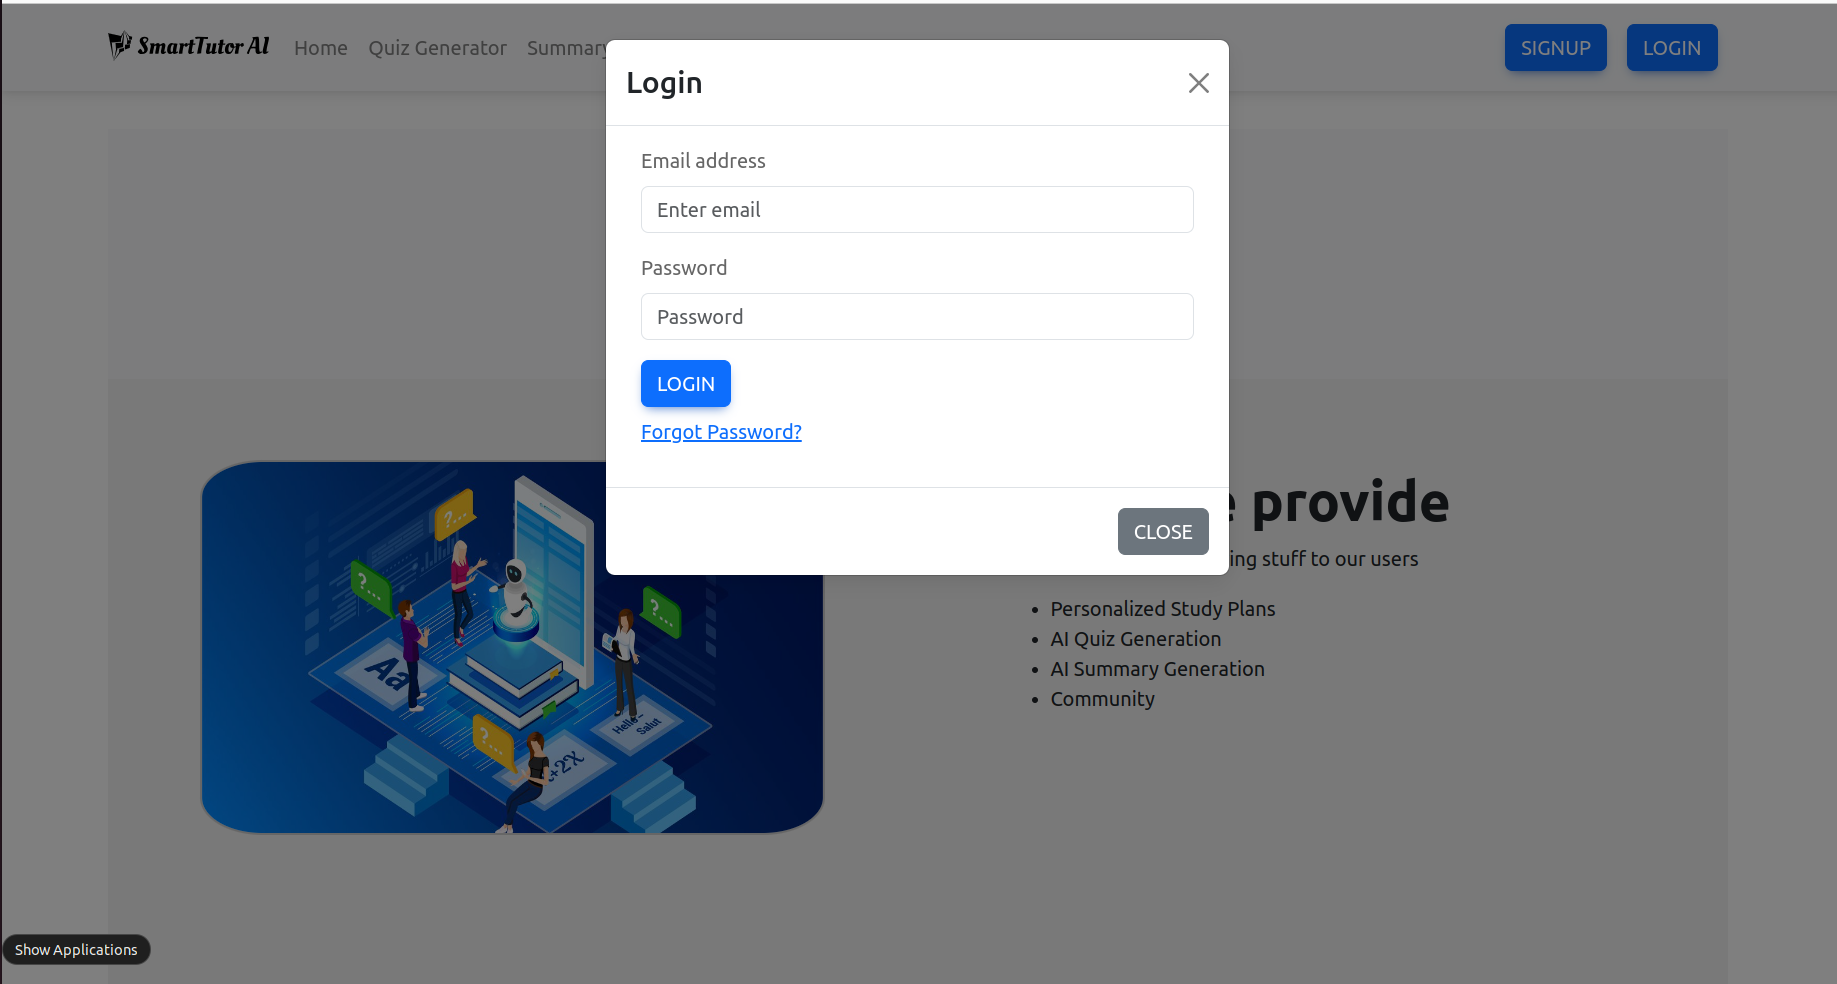 SmartTutor AI Home Quiz Generator Summary SIGNUP LOGIN
Login
Email address
Enter email
Password
Password
LOGIN
Forgot Password?
CLOSE
provide
ing stuff to our users
Personalized Study Plans
AI Quiz Generation
AI Summary Generation
Community
?...
?...
?...
?...
Aa
Hello-
Salut
+2X
Show Applications